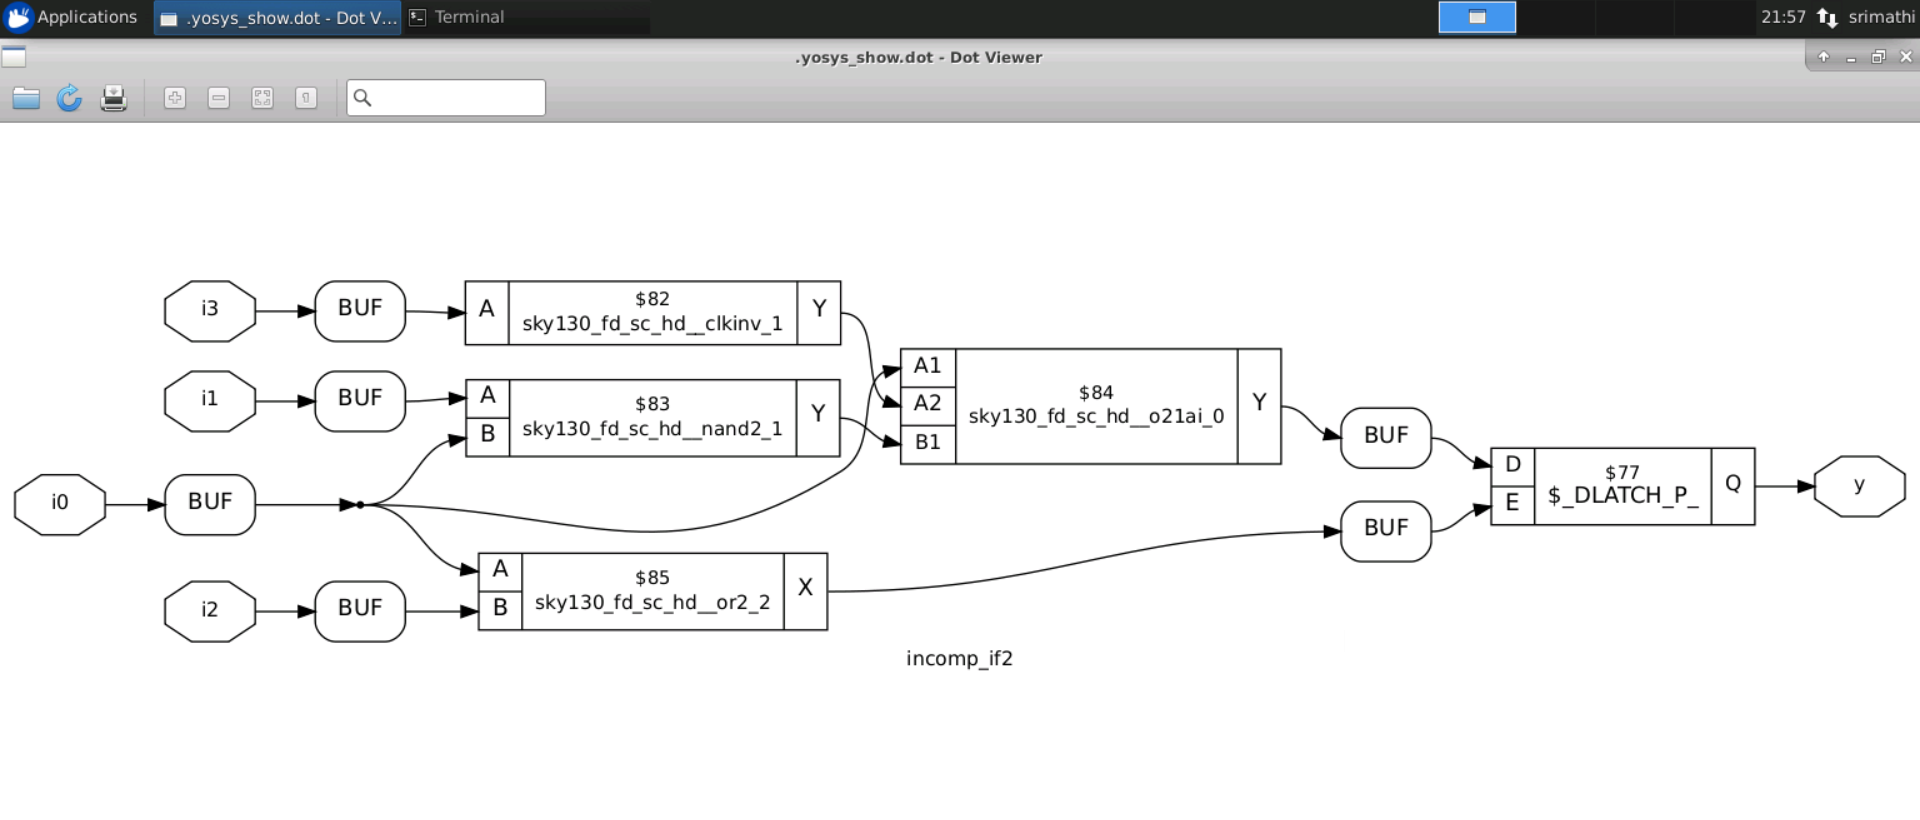 Applications
.yosys_show.dot - Dot V...
Terminal
21:57
srimathi
.yosys_show.dot - Dot Viewer
i3
BUF
A
$82
sky130_fd_sc_hd__clkinv_1
Y
i1
BUF
A
B
$83
sky130_fd_sc_hd__nand2_1
Y
A1
A2
B1
$84
sky130_fd_sc_hd__o21ai_0
Y
BUF
i0
BUF
D
E
$77
$_DLATCH_P_
Q
y
BUF
i2
BUF
A
B
$85
sky130_fd_sc_hd__or2_2
X
incomp_if2